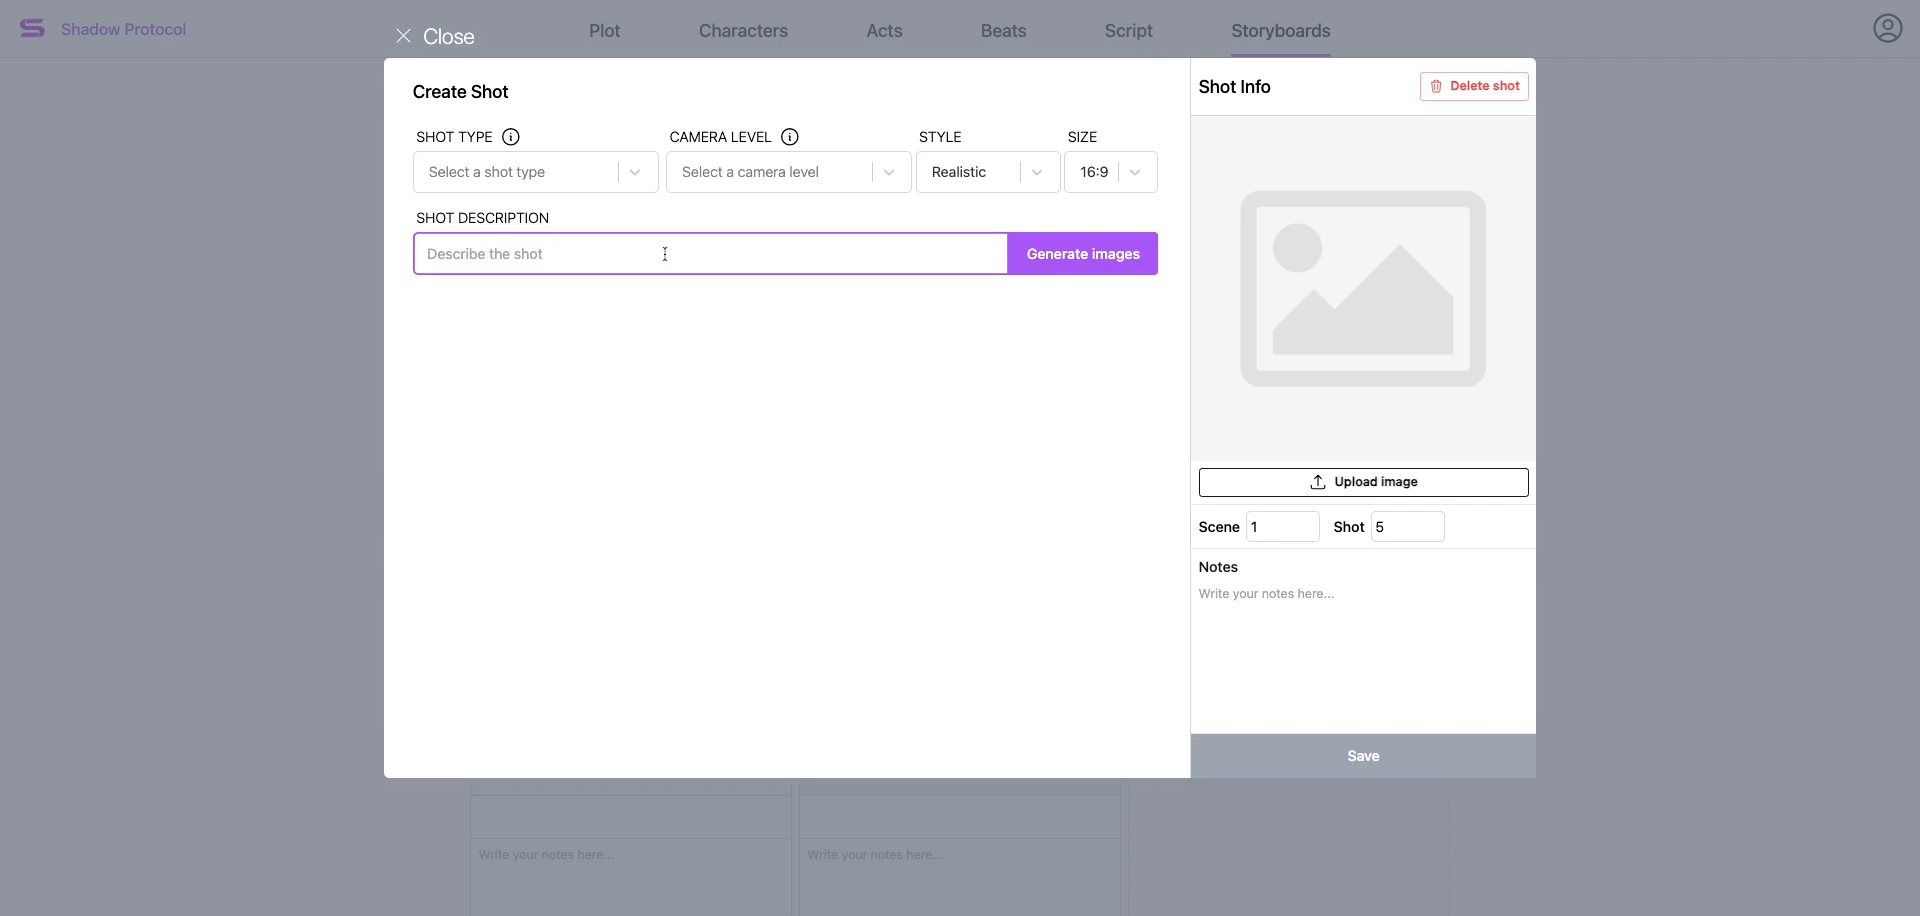 Shadow Protocol
Close
Plot
Characters
Acts
Beats
Script
Storyboards
Create Shot
SHOT TYPE
CAMERA LEVEL
STYLE
SIZE
Select a shot type
Select a camera level
Realistic
16:9
SHOT DESCRIPTION
Describe the shot
Generate images
Shot Info
Delete shot
Upload image
Scene 1 Shot 5
Notes
Write your notes here...
Save
Write your notes here...
Write your notes here...